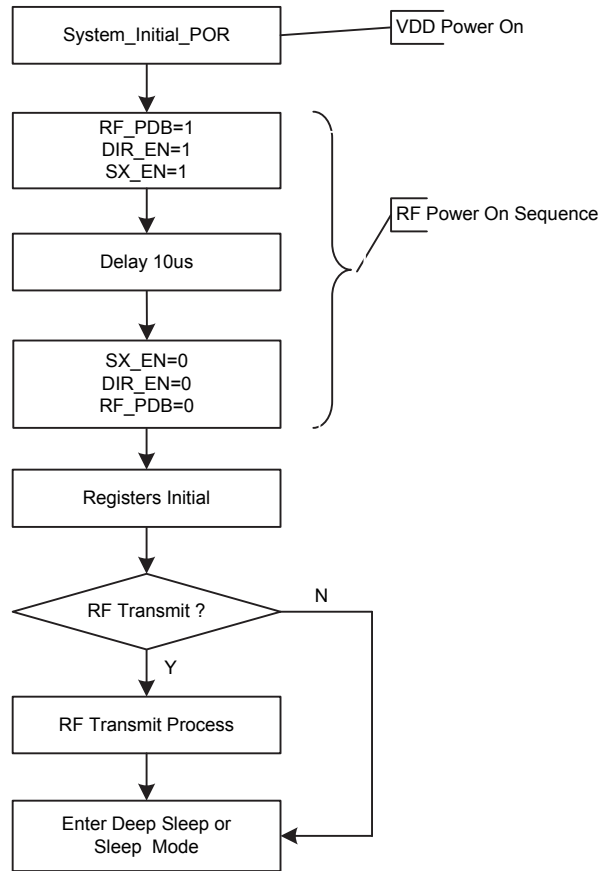 System_Initial_POR
VDD Power On
RF_PDB=1
DIR_EN=1
SX_EN=1
RF Power On Sequence
Delay 10us
SX_EN=0
DIR_EN=0
RF_PDB=0
Registers Initial
RF Transmit ?
N
Y
RF Transmit Process
Enter Deep Sleep or
Sleep Mode